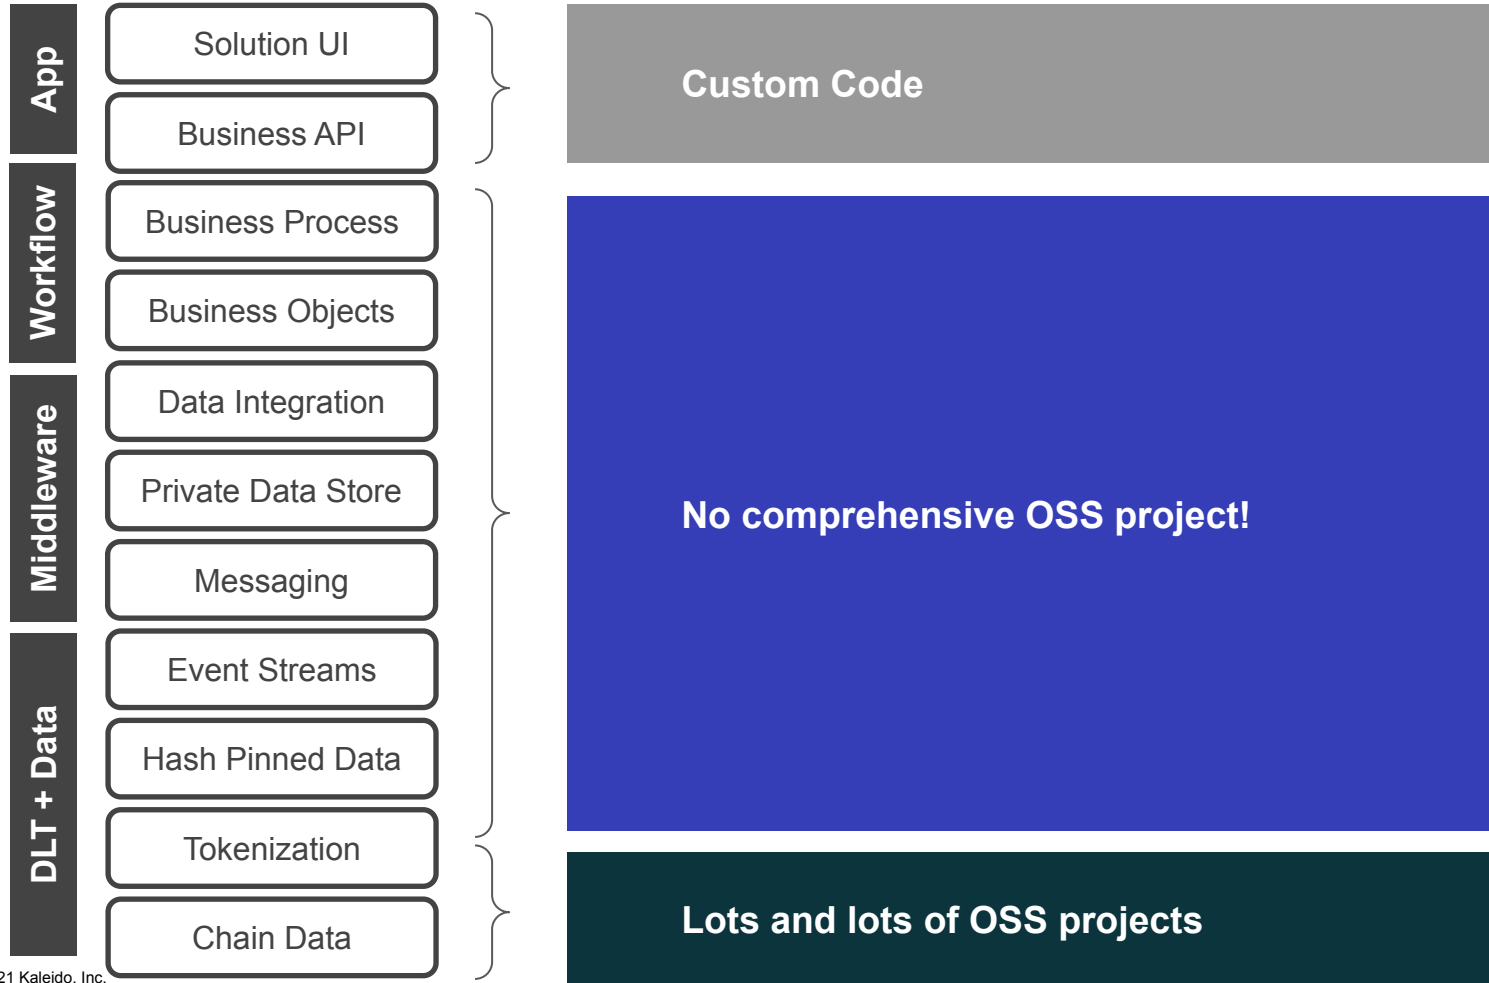 App
Solution UI
Business API
Custom Code
Workflow
Business Process
Business Objects
Middleware
Data Integration
Private Data Store
Messaging
No comprehensive OSS project!
DLT + Data
Event Streams
Hash Pinned Data
Tokenization
Chain Data
Lots and lots of OSS projects
21 Kaleido, Inc.